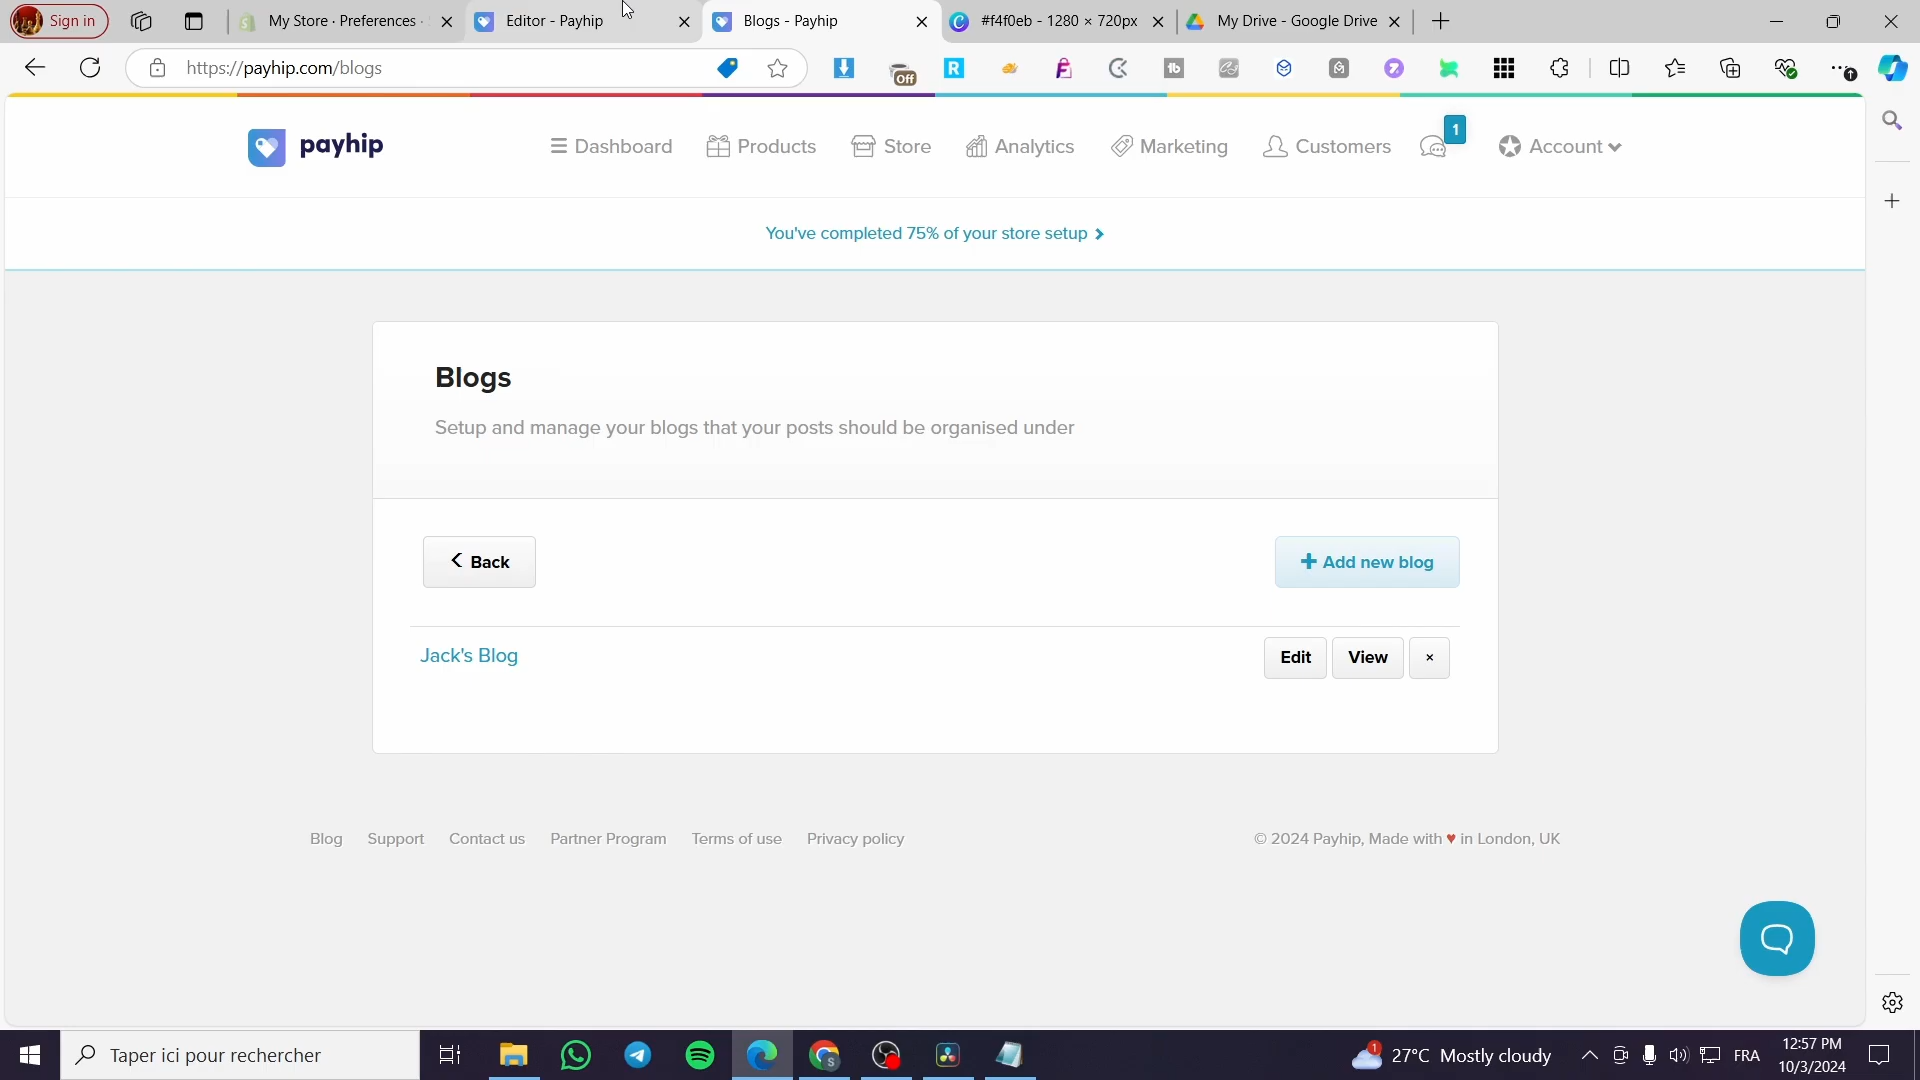 Sign in
My Store · Preferences ·
Editor - Payhip
Blogs - Payhip
#f4f0eb - 1280 × 720px
My Drive - Google Drive
https://payhip.com/blogs
Off
payhip
Dashboard
Products
Store
Analytics
Marketing
Customers
1
Account
You've completed 75% of your store setup
Blogs
Setup and manage your blogs that your posts should be organised under
Back
+ Add new blog
Jack's Blog
Edit
View
×
Blog
Support
Contact us
Partner Program
Terms of use
Privacy policy
© 2024 Payhip, Made with ♥ in London, UK
Taper ici pour rechercher
1
27°C Mostly cloudy
FRA
12:57 PM
10/3/2024